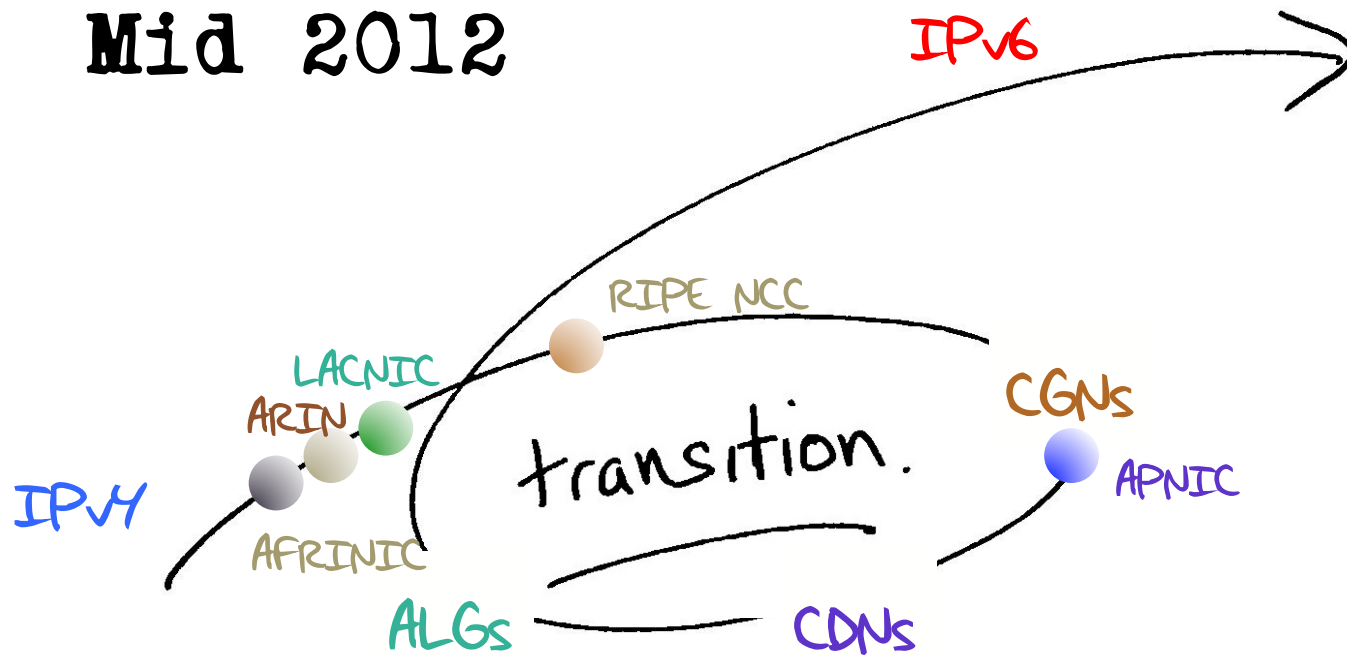 Mid 2012
IPv6
RIPE NCC
LACNIC
ARIN
CGNs
transition.
APNIC
IPv4
AFRINIC
ALGs
CDNs